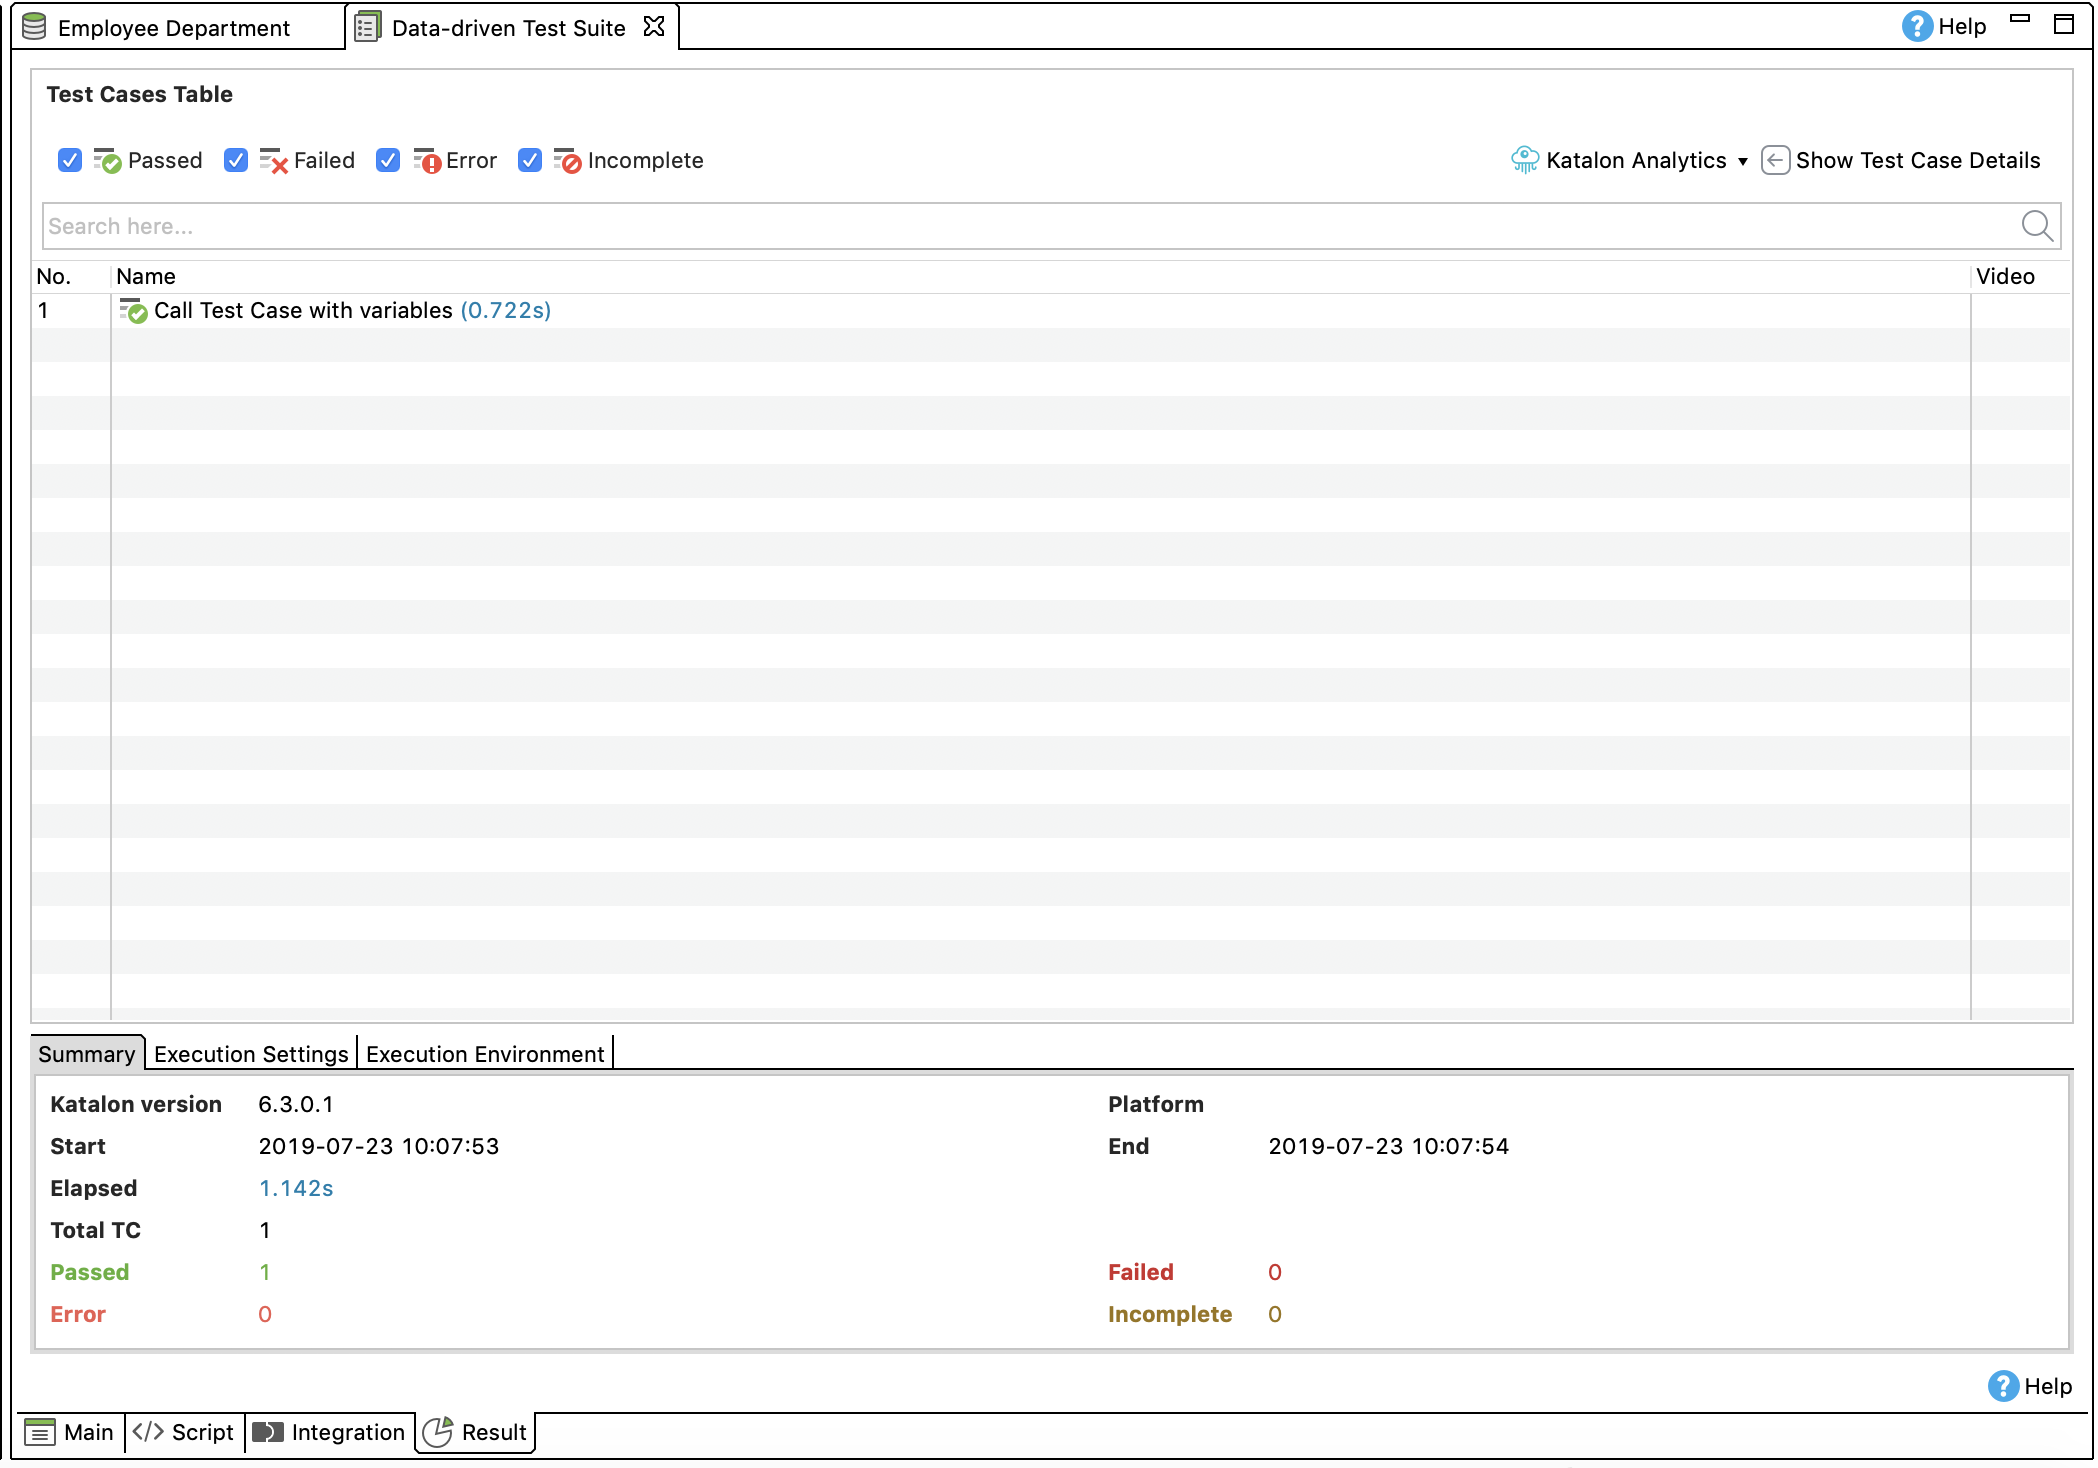 Employee Department Data-driven Test Suite Help
Test Cases Table
Passed Failed Error Incomplete Katalon Analytics Show Test Case Details
Search here...
No. Name Video
1 Call Test Case with variables (0.722s)
Summary Execution Settings Execution Environment
Katalon version 6.3.0.1 Platform
Start 2019-07-23 10:07:53 End 2019-07-23 10:07:54
Elapsed 1.142s
Total TC 1
Passed 1 Failed 0
Error 0 Incomplete 0
Help
Main Script Integration Result